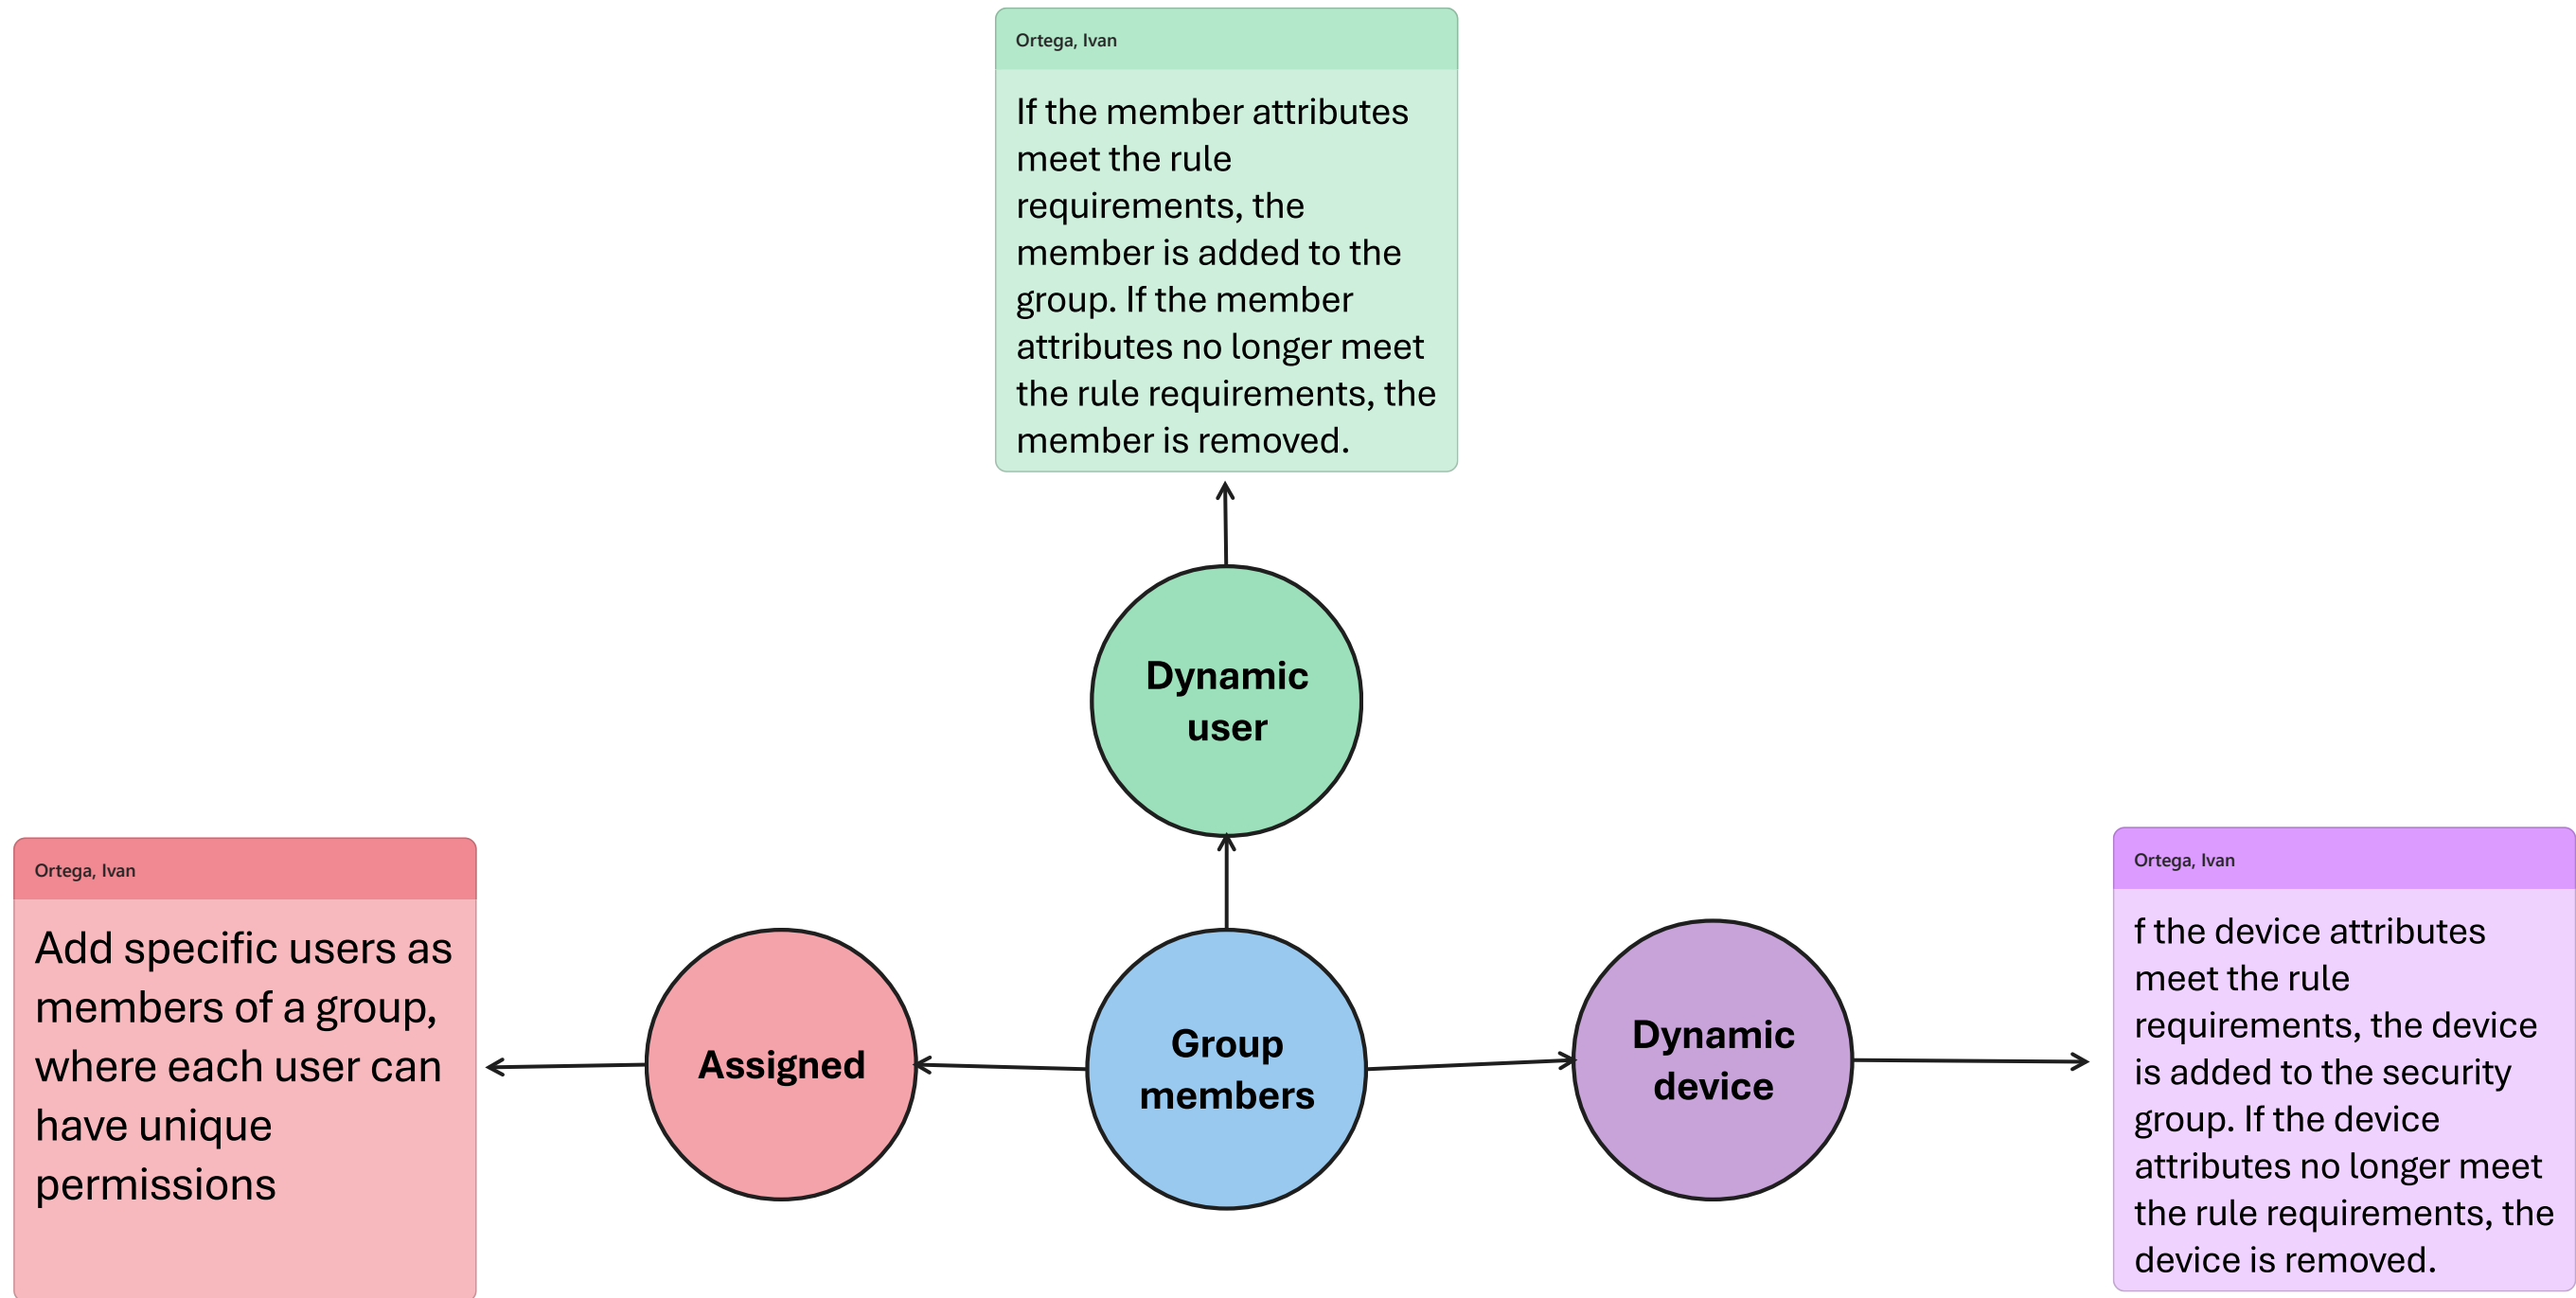 Ortega, Ivan
If the member attributes
meet the rule
requirements, the
member is added to the
group. If the member
attributes no longer meet
the rule requirements, the
member is removed.
Dynamic
user
Ortega, Ivan
Add specific users as
members of a group,
where each user can
have unique
permissions
Assigned
Group
members
Dynamic
device
Ortega, Ivan
f the device attributes
meet the rule
requirements, the device
is added to the security
group. If the device
attributes no longer meet
the rule requirements, the
device is removed.